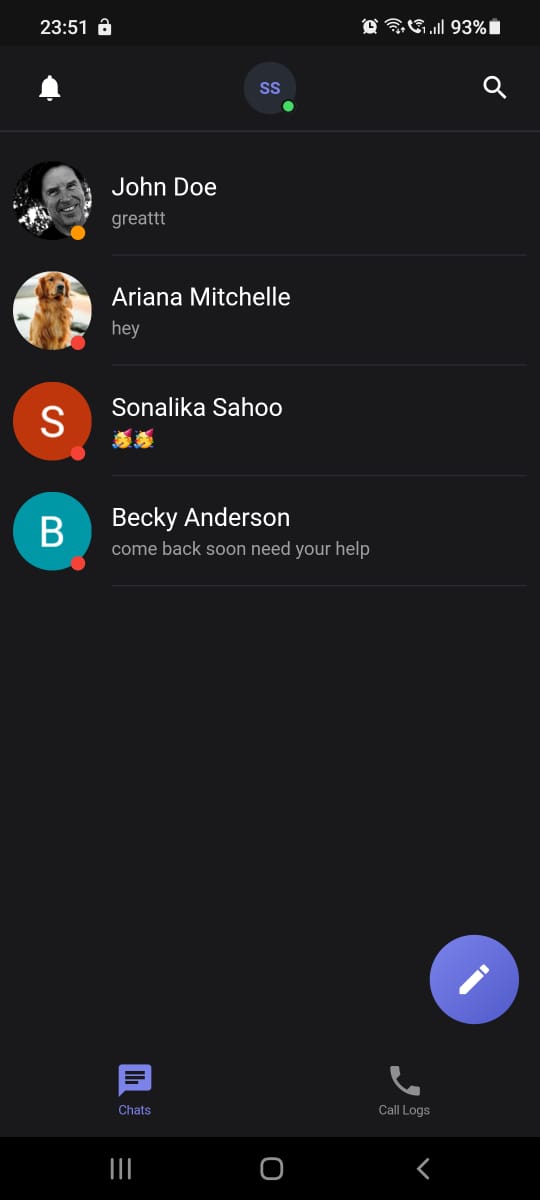 23:51 93%
SS
John Doe
greattt
Ariana Mitchelle
hey
S
Sonalika Sahoo
🥳🥳
B
Becky Anderson
come back soon need your help
Chats Call Logs